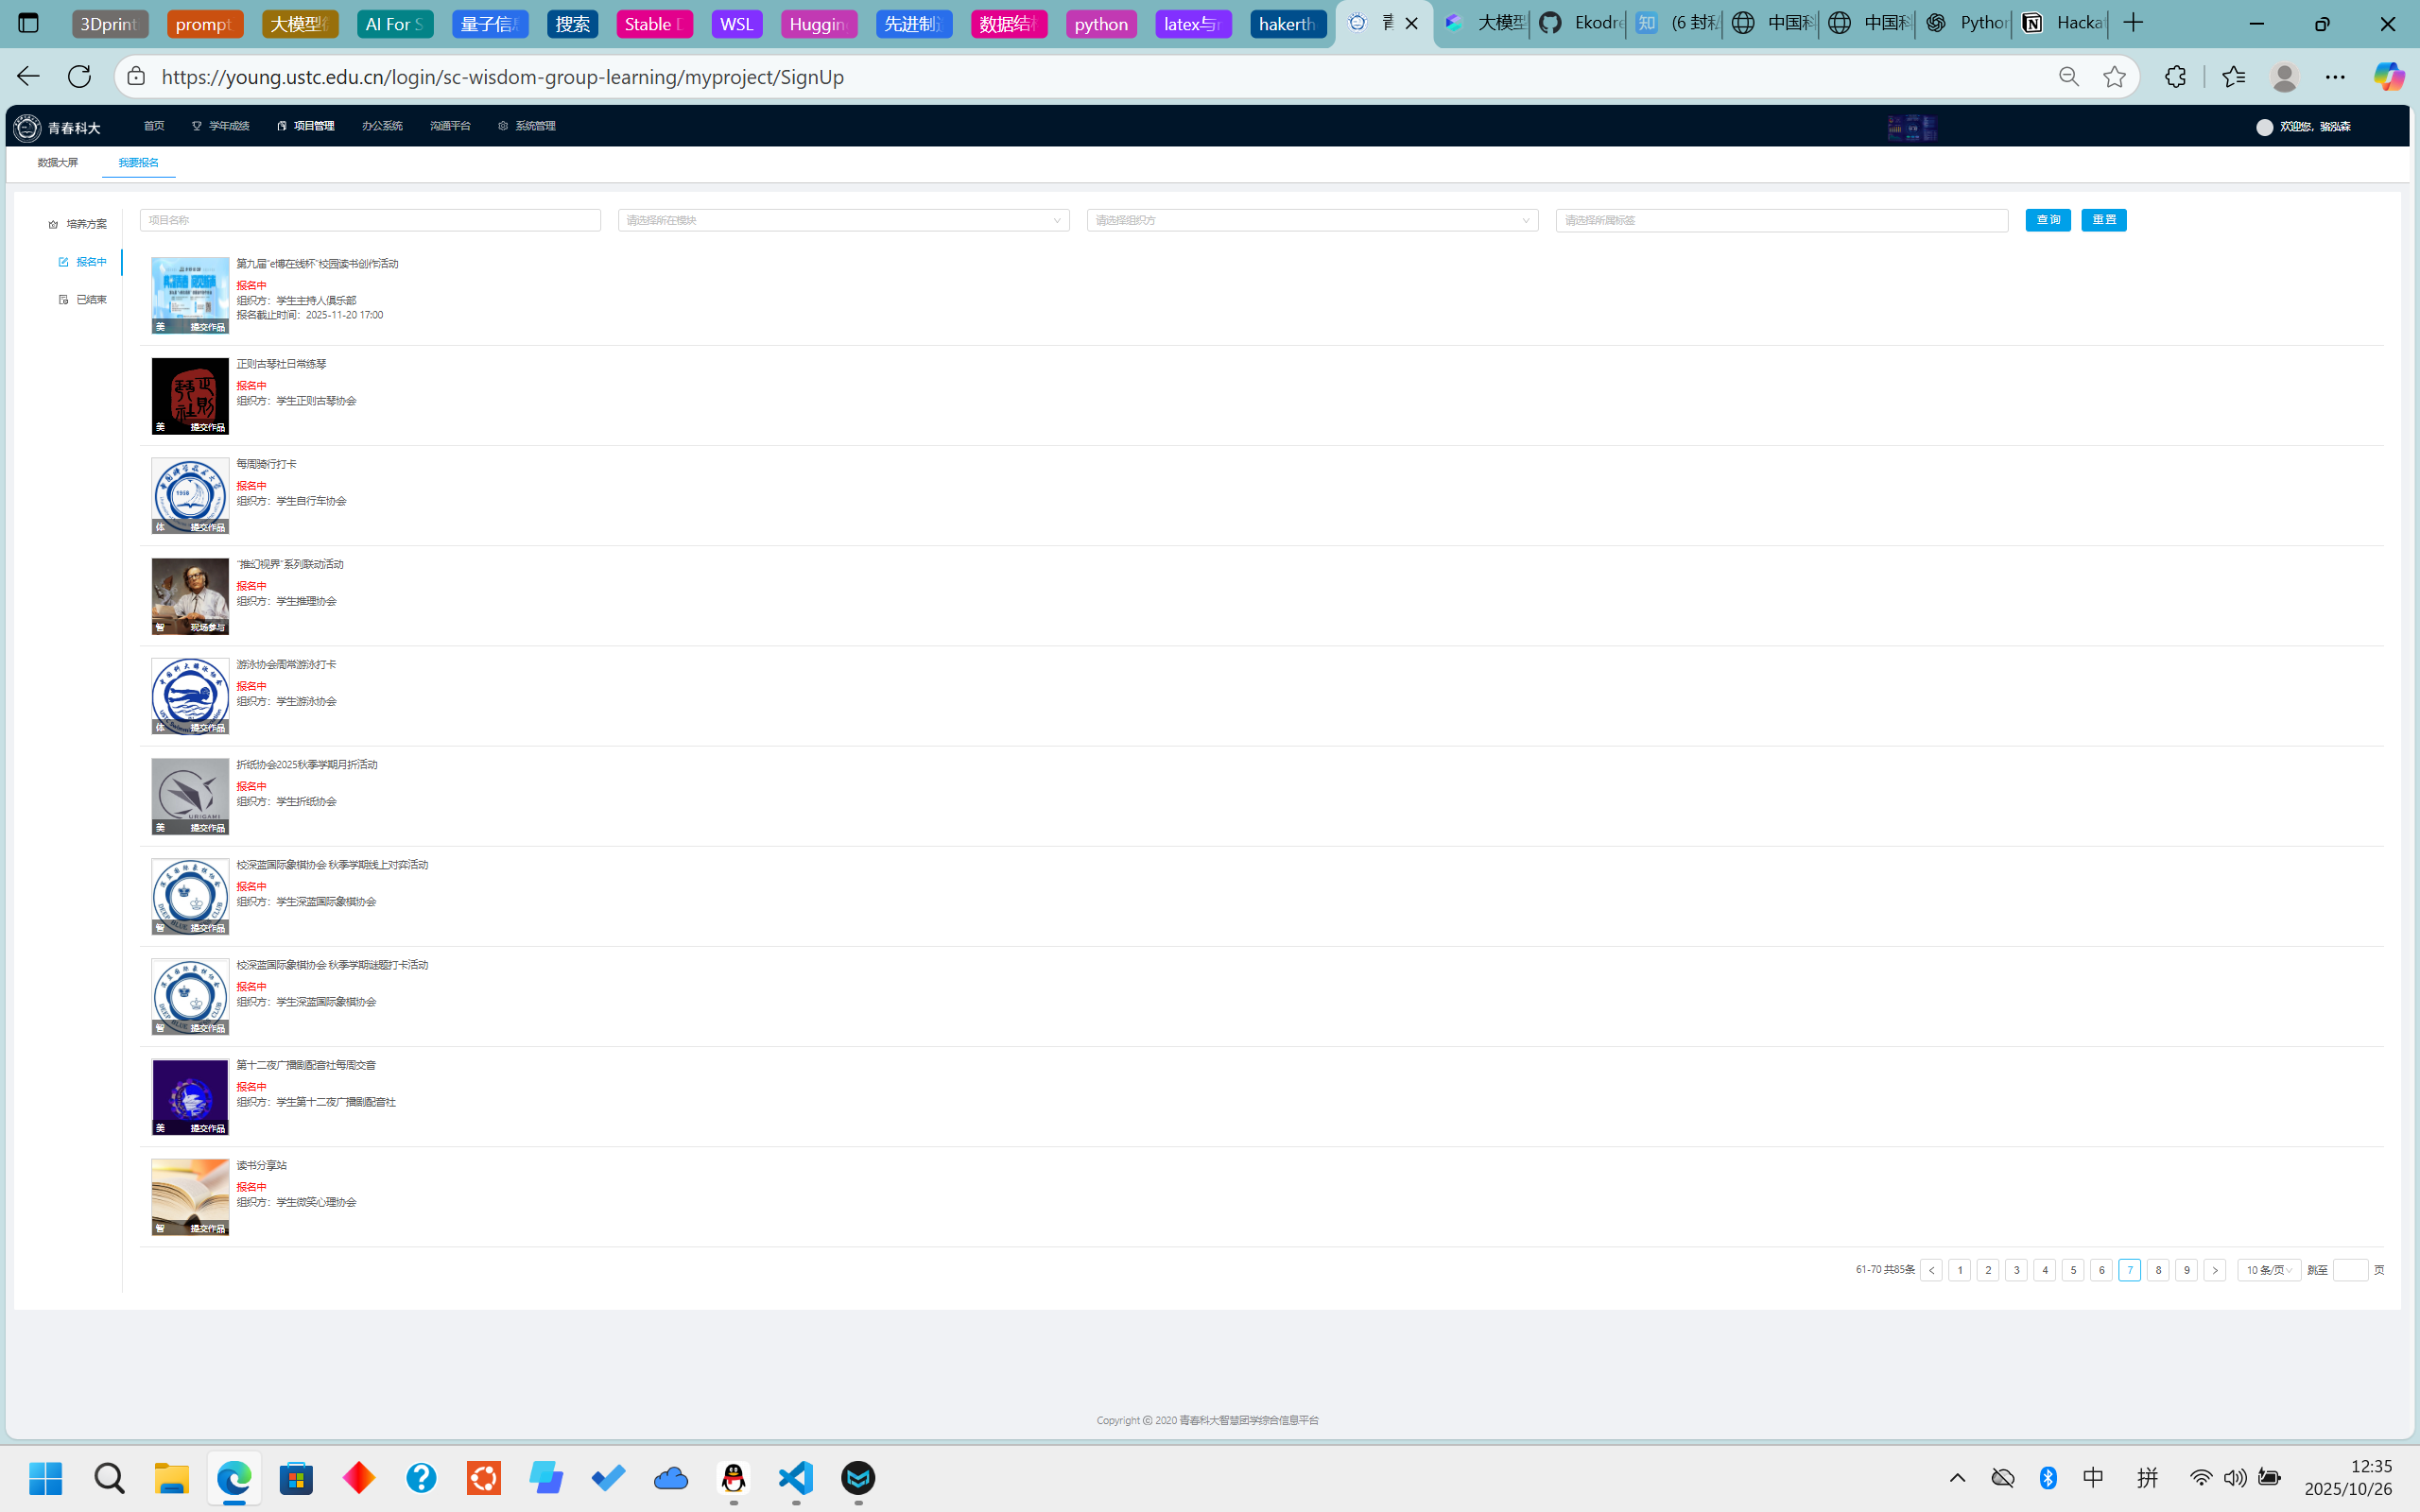 3Dprint
prompt
大模型
AI For S
量子信息
搜索
Stable D
WSL
Huggin
先进制造
数据结构
python
latex与
hakerth
大模型
Ekodre
(6 封私
中国科
中国科
Python
Hackat
https://young.ustc.edu.cn/login/sc-wisdom-group-learning/myproject/SignUp
青春科大 首页 学年成绩 项目管理 办公系统 沟通平台 系统管理 欢迎您，骆泓森
数据大屏 我要报名
培养方案
报名中
已结束
项目名称 请选择所在模块 请选择组织方 请选择所属标签 查 询 重 置
第九届“e博在线杯”校园读书创作活动
报名中
组织方：学生主持人俱乐部
报名截止时间：2025-11-20 17:00
美 提交作品
正则古琴社日常练琴
报名中
组织方：学生正则古琴协会
美 提交作品
每周骑行打卡
报名中
组织方：学生自行车协会
1958
体 提交作品
“推幻视界”系列联动活动
报名中
组织方：学生推理协会
智 现场参与
游泳协会周常游泳打卡
报名中
组织方：学生游泳协会
体 提交作品
折纸协会2025秋季学期月折活动
报名中
组织方：学生折纸协会
URIGAMI
美 提交作品
校深蓝国际象棋协会 秋季学期线上对弈活动
报名中
组织方：学生深蓝国际象棋协会
DEEP BLUE CLUB
智 提交作品
校深蓝国际象棋协会 秋季学期谜题打卡活动
报名中
组织方：学生深蓝国际象棋协会
DEEP BLUE CLUB
智 提交作品
第十二夜广播剧配音社每周交音
报名中
组织方：学生第十二夜广播剧配音社
美 提交作品
读书分享站
报名中
组织方：学生微笑心理协会
智 提交作品
61-70 共85条 1 2 3 4 5 6 7 8 9 10 条/页 跳至 页
Copyright © 2020 青春科大智慧团学综合信息平台
中 拼
12:35
2025/10/26